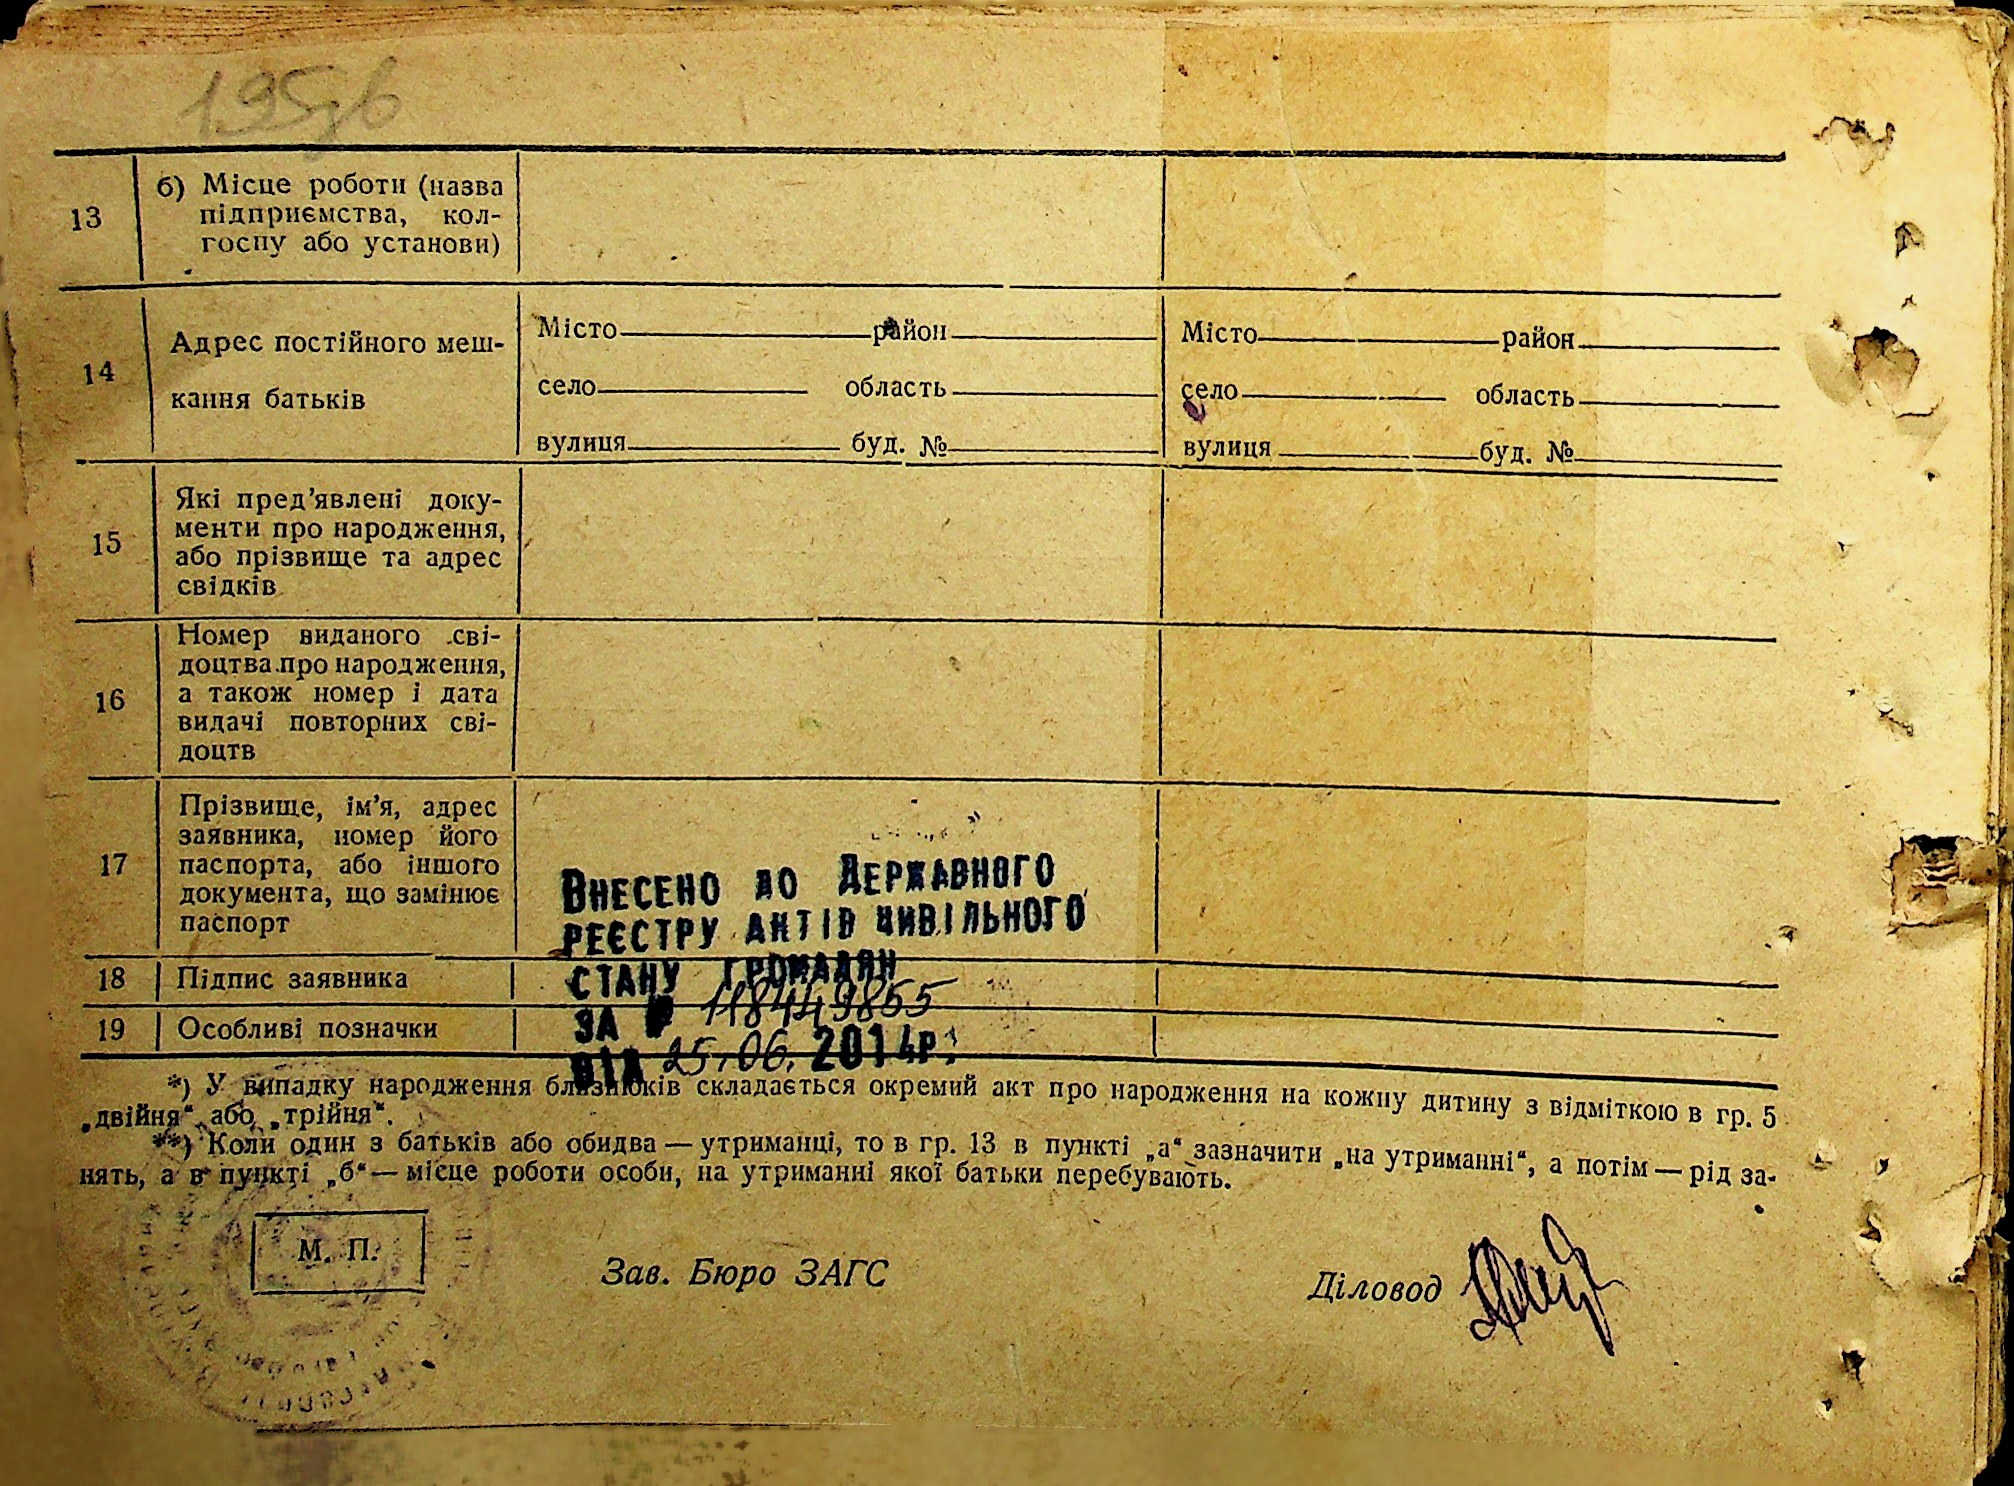 13
б) Місце роботи (назва
підприємства, кол-
госпу або установи)
14
Адрес постійного меш-
кання батьків
Місто район
село область
вулиця буд. №
Місто район
село область
вулиця буд. №
15
Які пред'явлені доку-
менти про народження,
або прізвище та адрес
свідків
16
Номер виданого сві-
доцтва про народження,
а також номер і дата
видачі повторних сві-
доцтв
17
Прізвище, ім'я, адрес
заявника, номер його
паспорта, або іншого
документа, що замінює
паспорт
18 Підпис заявника
19 Особливі позначки
ВНЕСЕНО ДО ДЕРЖАВНОГО
РЕЄСТРУ АКТІВ ЦИВІЛЬНОГО
СТАНУ ГРОМАДЯН
ЗА № 118449855
ВІД 25.06.2014р.
*) У випадку народження близнюків складається окремий акт про народження на кожну дитину з відміткою в гр. 5
„двійня“ або „трійня“.
**) Коли один з батьків або обидва — утриманці, то в гр. 13 в пункті „а“ зазначити „на утриманні“, а потім — рід за-
нять, а в пункті „б“ — місце роботи особи, на утриманні якої батьки перебувають.
М. П.
Зав. Бюро ЗАГС
Діловод